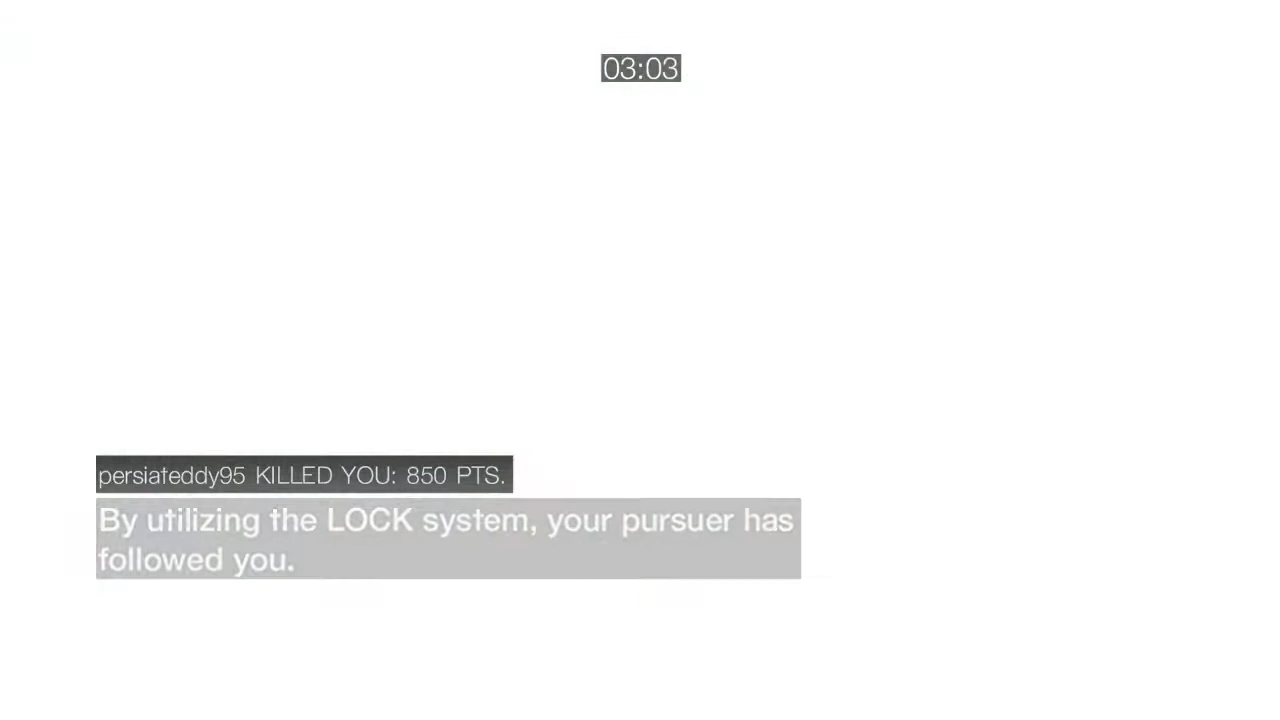 03:03
persiateddy95 KILLED YOU: 850 PTS.
By utilizing the LOCK system, your pursuer has
followed you.